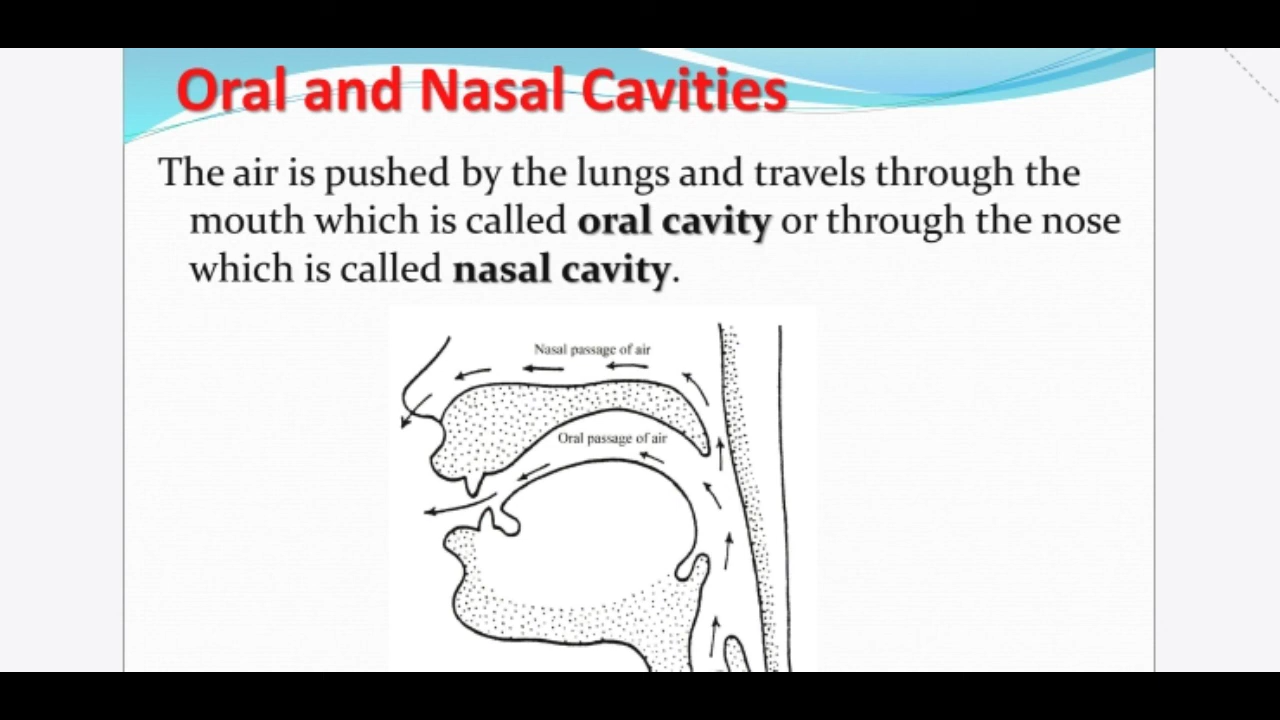 Oral and Nasal Cavities
The air is pushed by the lungs and travels through the
mouth which is called oral cavity or through the nose
which is called nasal cavity.
Nasal passage of air
Oral passage of air